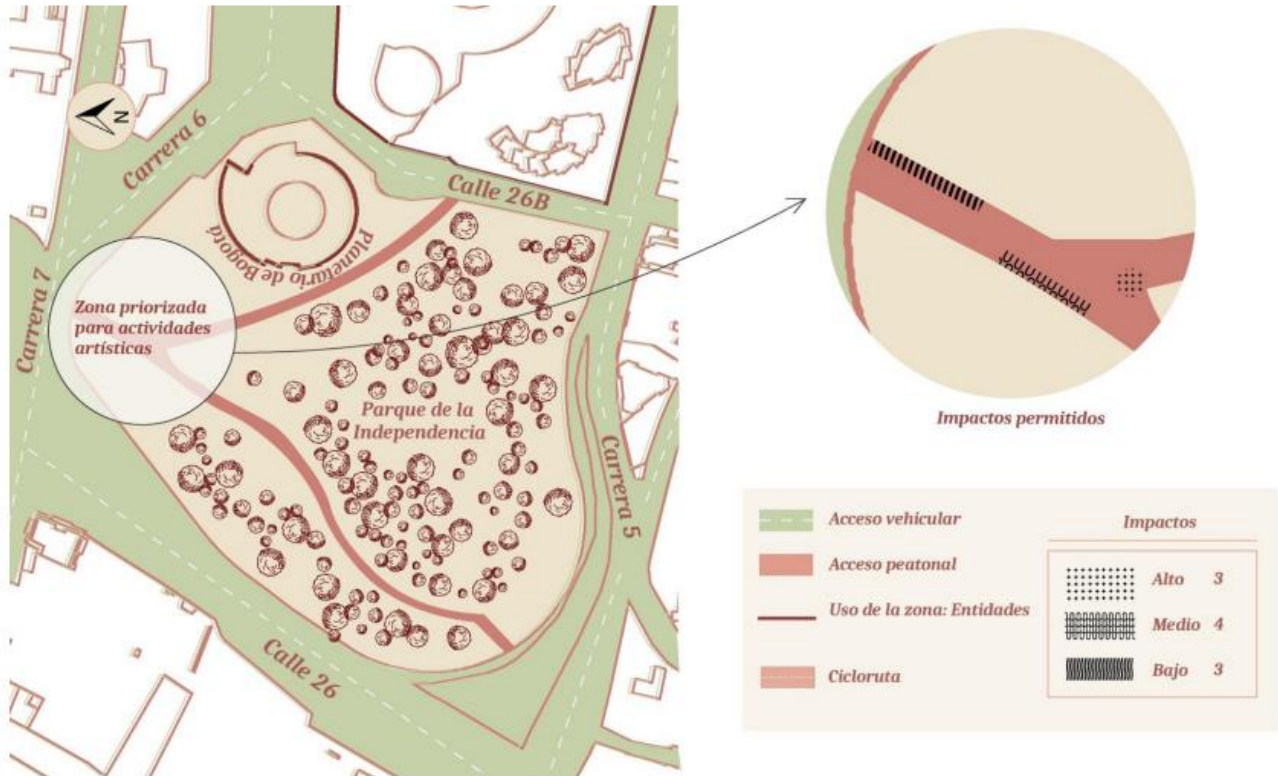 N
Carrera 6
Calle 26B
Planetario de Bogotá
Carrera 7
Zona priorizada
para actividades
artísticas
Parque de la
Independencia
Carrera 5
Calle 26
Impactos permitidos
Acceso vehicular
Acceso peatonal
Uso de la zona: Entidades
Cicloruta
Impactos
Alto 3
Medio 4
Bajo 3